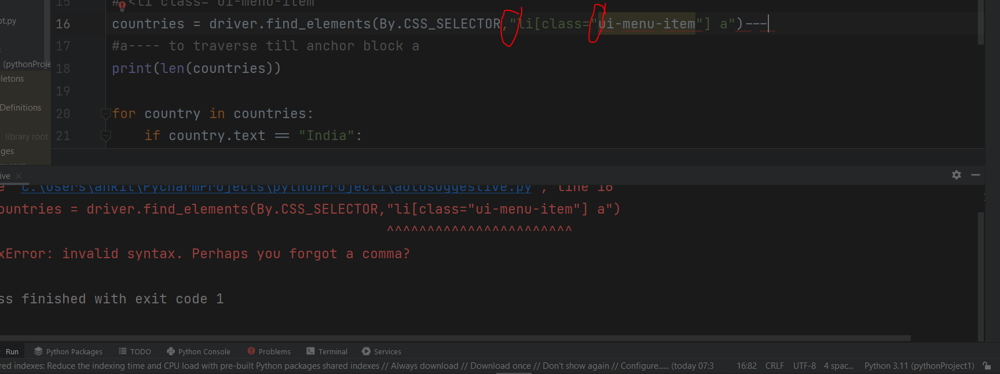 15 # <li class="ui-menu-item"
ot.py
16 countries = driver.find_elements(By.CSS_SELECTOR,"li[class="ui-menu-item"] a")---
17 #a---- to traverse till anchor block a
(pythonProje
18 print(len(countries))
letons
19
Definitions
20 for country in countries:
library root
21 if country.text == "India":
ges
ive ×
e "C:\Users\ankit\PycharmProjects\pythonProject1\autosuggestive.py", line 16
ountries = driver.find_elements(By.CSS_SELECTOR,"li[class="ui-menu-item"] a")
^^^^^^^^^^^^^^^^^^^^^^^
xError: invalid syntax. Perhaps you forgot a comma?
ss finished with exit code 1
Run Python Packages TODO Python Console Problems Terminal Services
red indexes: Reduce the indexing time and CPU load with pre-built Python packages shared indexes // Always download // Download once // Don't show again // Configure...... (today 07:3 16:82 CRLF UTF-8 4 spac... Python 3.11 (pythonProject1)